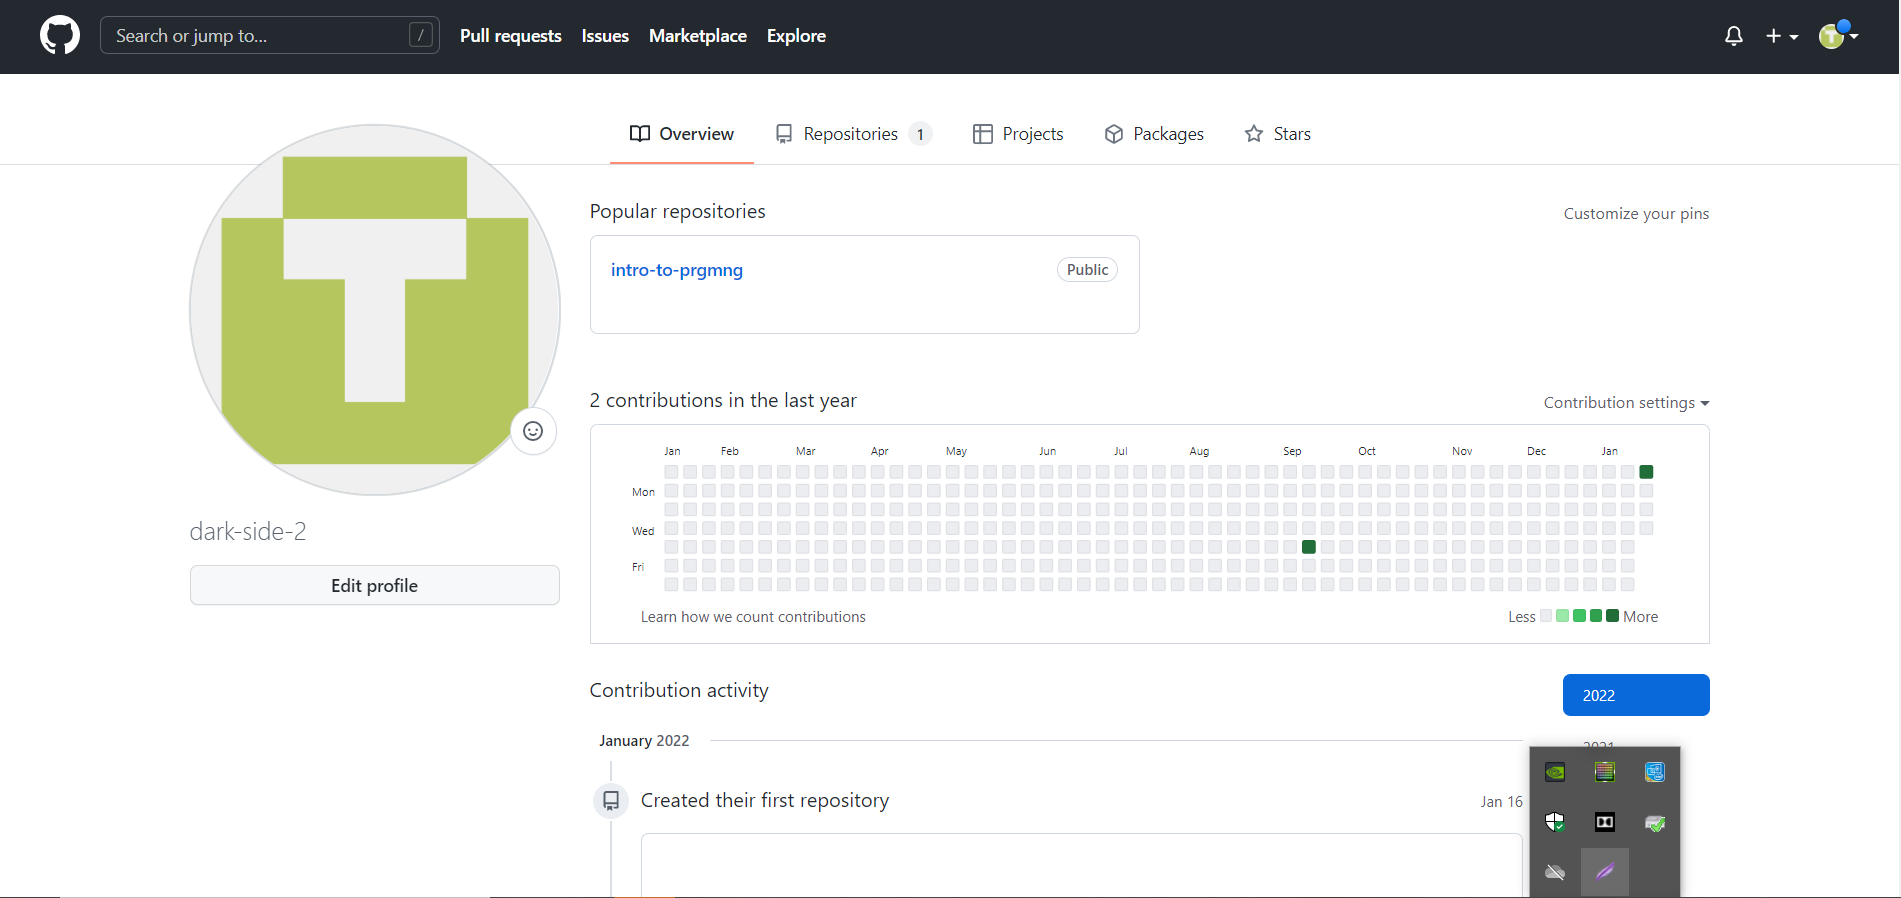 Search or jump to... / Pull requests Issues Marketplace Explore
Overview Repositories 1 Projects Packages Stars
Popular repositories Customize your pins
intro-to-prgmng Public
2 contributions in the last year Contribution settings
Jan Feb Mar Apr May Jun Jul Aug Sep Oct Nov Dec Jan
Mon
Wed
Fri
Learn how we count contributions Less More
dark-side-2
Edit profile
Contribution activity 2022
January 2022
2021
Created their first repository Jan 16